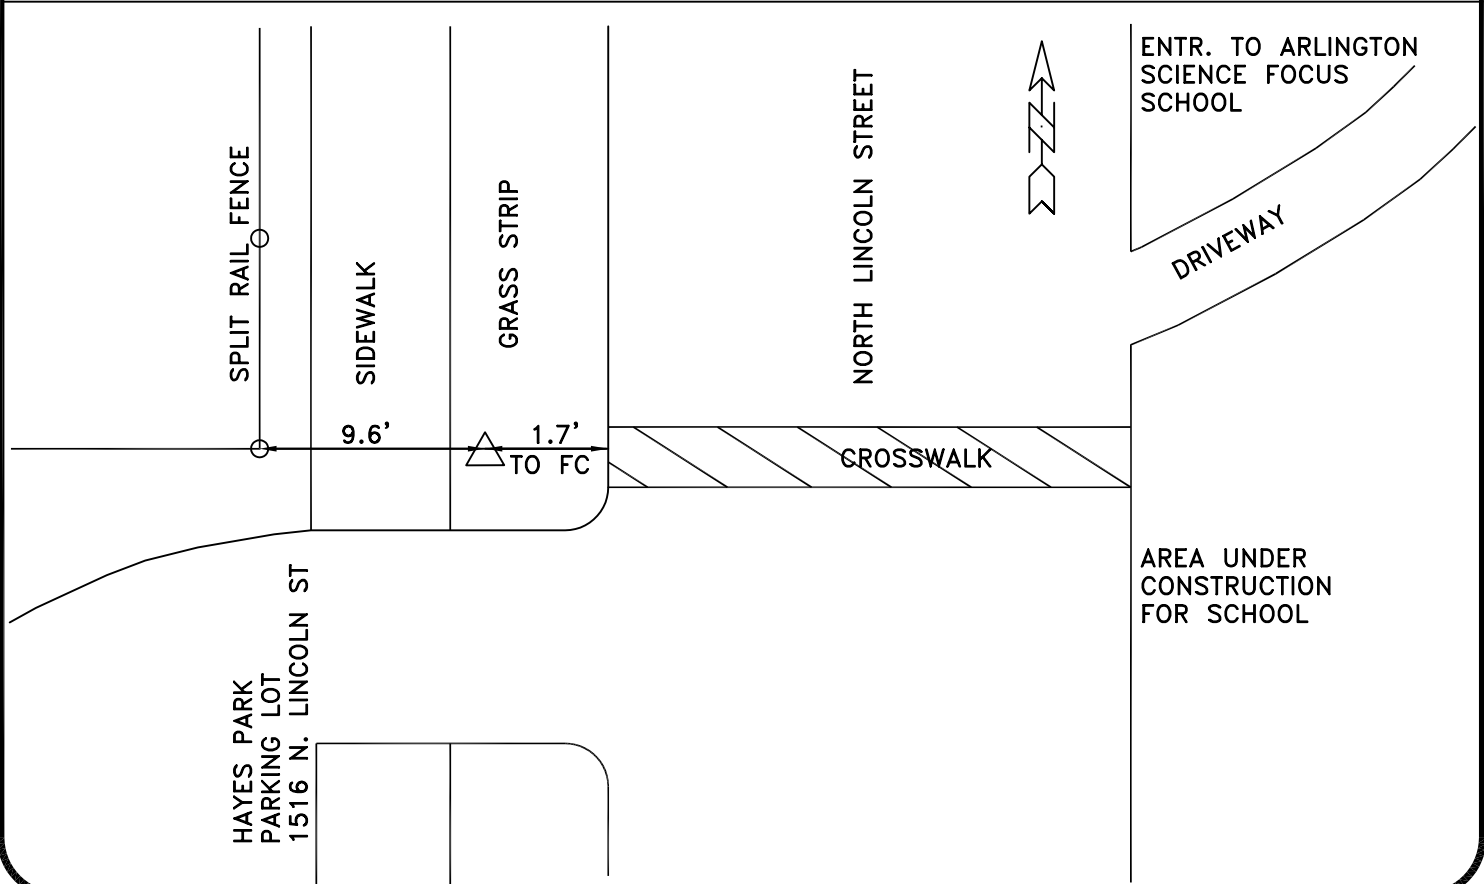 ENTR. TO ARLINGTON
SCIENCE FOCUS
SCHOOL
N
NORTH LINCOLN STREET
SPLIT RAIL FENCE
GRASS STRIP
SIDEWALK
DRIVEWAY
9.6'
1.7'
TO FC
CROSSWALK
AREA UNDER
CONSTRUCTION
FOR SCHOOL
HAYES PARK
PARKING LOT
1516 N. LINCOLN ST